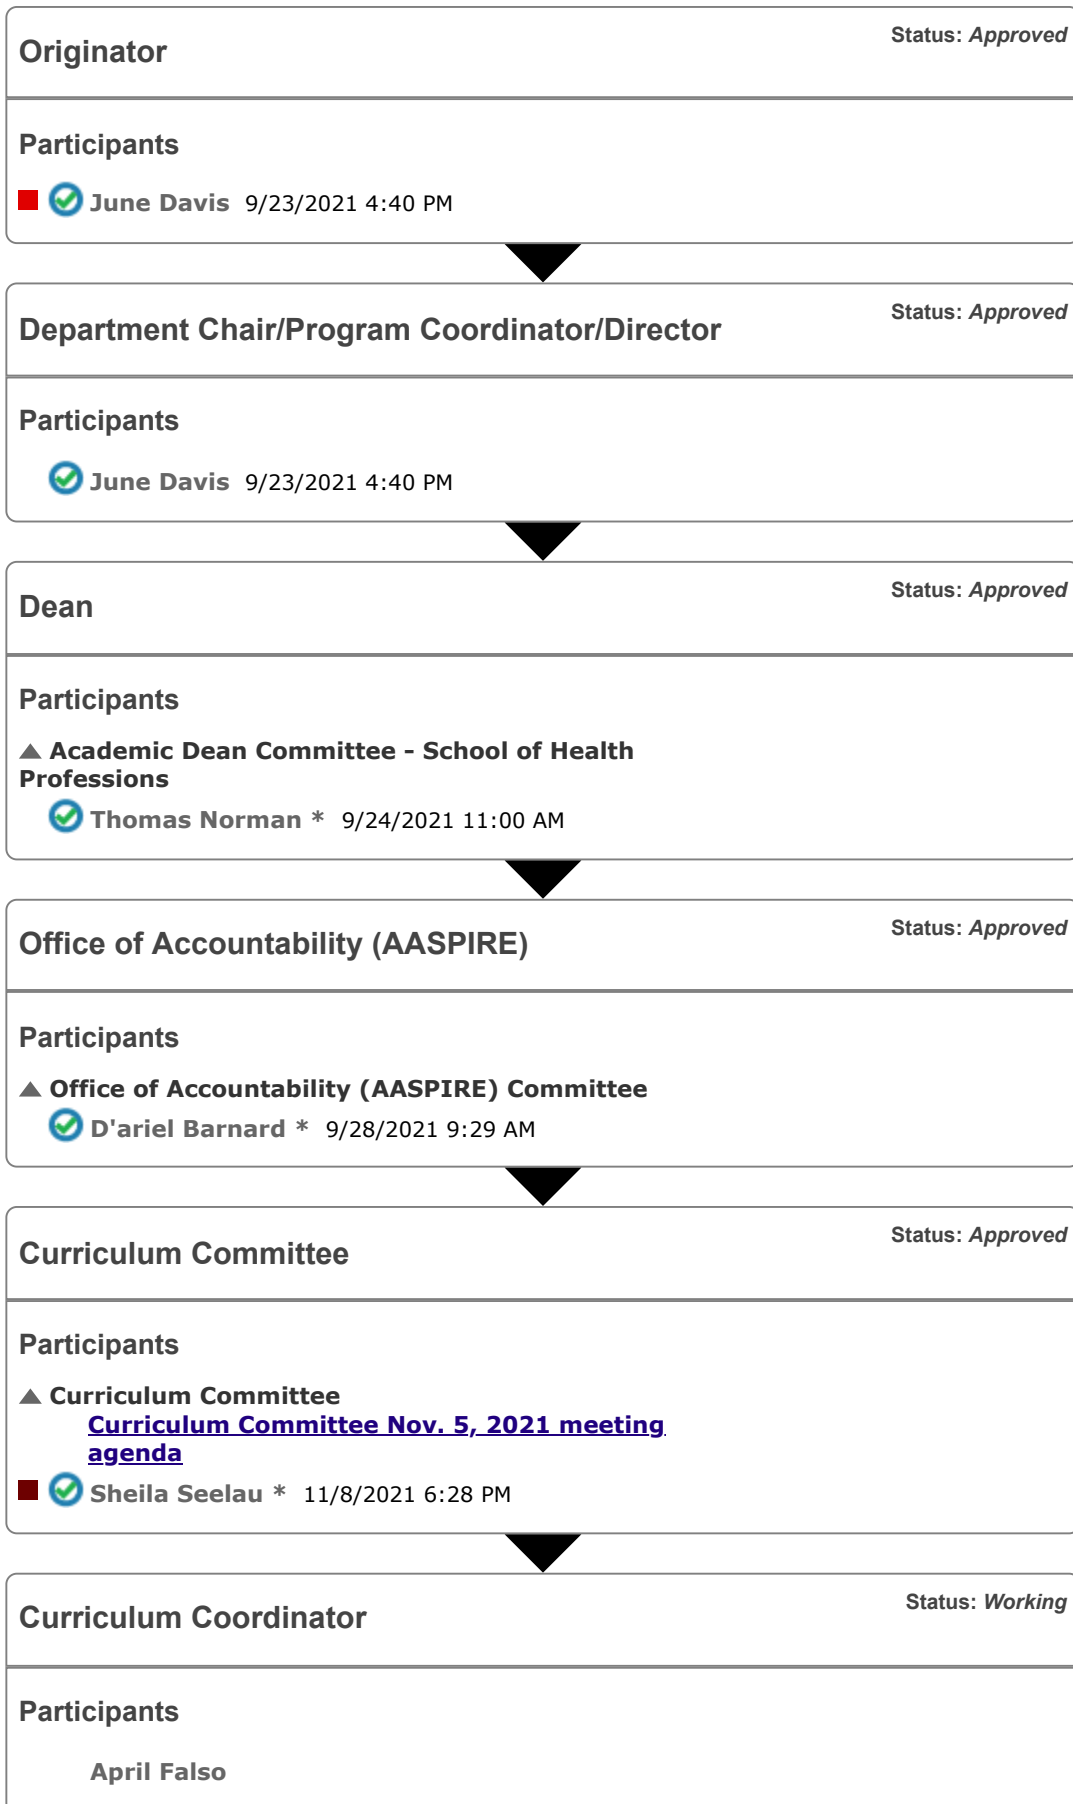 Originator
Status: Approved
Participants
June Davis 9/23/2021 4:40 PM
Department Chair/Program Coordinator/Director
Status: Approved
Participants
June Davis 9/23/2021 4:40 PM
Dean
Status: Approved
Participants
Academic Dean Committee - School of Health
Professions
Thomas Norman * 9/24/2021 11:00 AM
Office of Accountability (AASPIRE)
Status: Approved
Participants
Office of Accountability (AASPIRE) Committee
D'ariel Barnard * 9/28/2021 9:29 AM
Curriculum Committee
Status: Approved
Participants
Curriculum Committee
Curriculum Committee Nov. 5, 2021 meeting
agenda
Sheila Seelau * 11/8/2021 6:28 PM
Curriculum Coordinator
Status: Working
Participants
April Falso